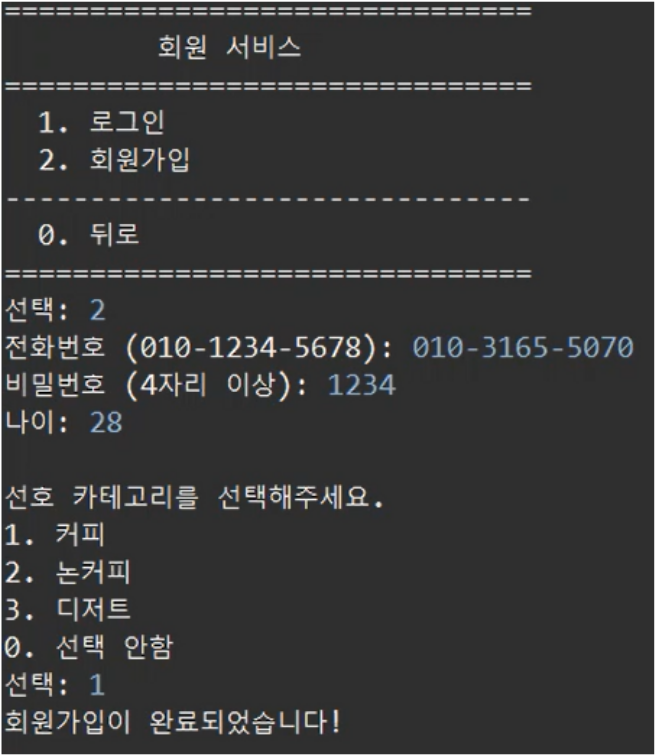 ===============================
회원 서비스
===============================
1. 로그인
2. 회원가입
-------------------------------
0. 뒤로
===============================
선택: 2
전화번호 (010-1234-5678): 010-3165-5070
비밀번호 (4자리 이상): 1234
나이: 28
선호 카테고리를 선택해주세요.
1. 커피
2. 논커피
3. 디저트
0. 선택 안함
선택: 1
회원가입이 완료되었습니다!